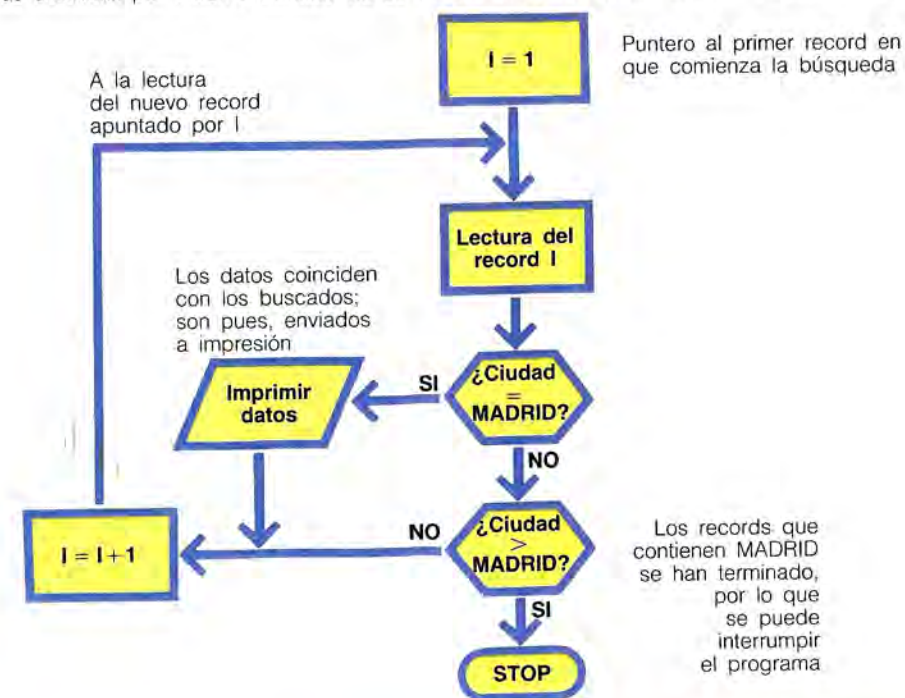 I = 1
Puntero al primer record en
que comienza la búsqueda
A la lectura
del nuevo record
apuntado por I
Lectura del
record I
Los datos coinciden
con los buscados;
son pues, enviados
a impresión
Imprimir
datos
SI
¿Ciudad
=
MADRID?
NO
I = I+1
NO
¿Ciudad
>
MADRID?
Los records que
contienen MADRID
se han terminado,
por lo que
se puede
interrumpir
el programa
SI
STOP